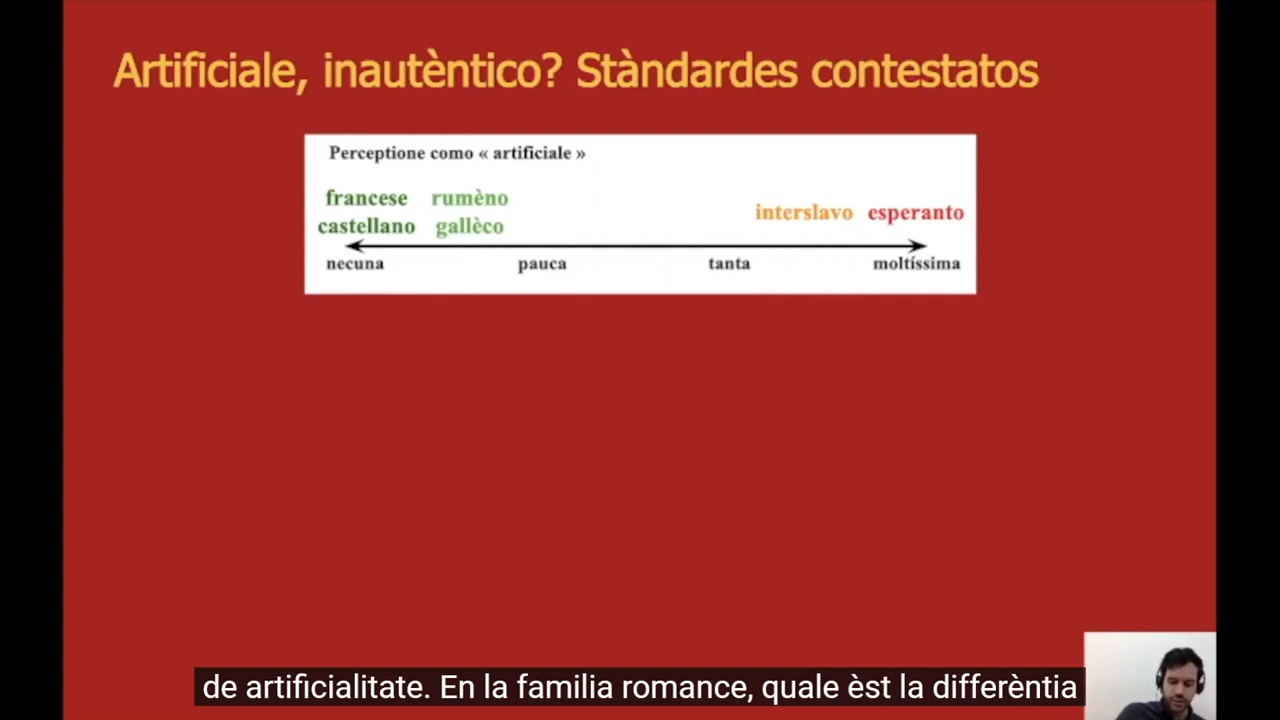 Artificiale, inautèntico? Stàndardes contestatos
Perceptione como « artificiale »
francese rumèno
interslavo esperanto
castellano gallèco
necuna pauca tanta moltíssima
de artificialitate. En la familia romance, quale èst la differèntia